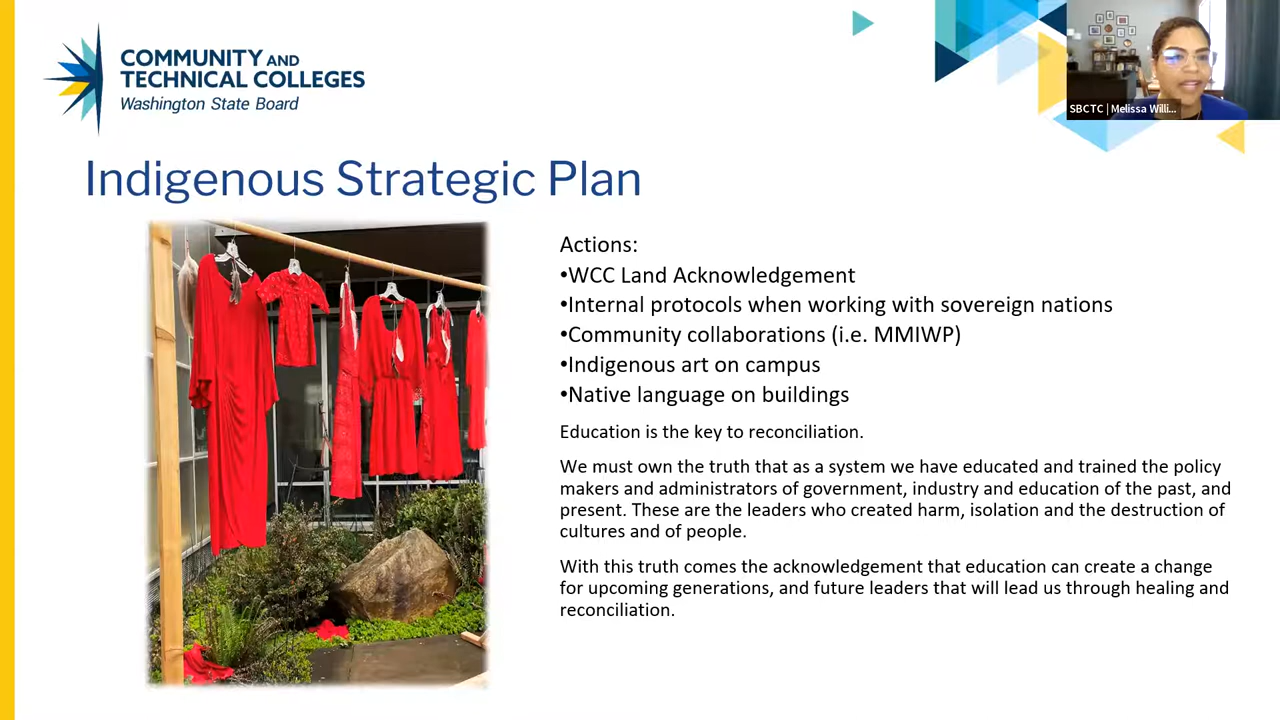 COMMUNITY AND
TECHNICAL COLLEGES
Washington State Board
SBCTC | Melissa Willi...
Indigenous Strategic Plan
Actions:
•WCC Land Acknowledgement
•Internal protocols when working with sovereign nations
•Community collaborations (i.e. MMIWP)
•Indigenous art on campus
•Native language on buildings
Education is the key to reconciliation.
We must own the truth that as a system we have educated and trained the policy
makers and administrators of government, industry and education of the past, and
present. These are the leaders who created harm, isolation and the destruction of
cultures and of people.
With this truth comes the acknowledgement that education can create a change
for upcoming generations, and future leaders that will lead us through healing and
reconciliation.